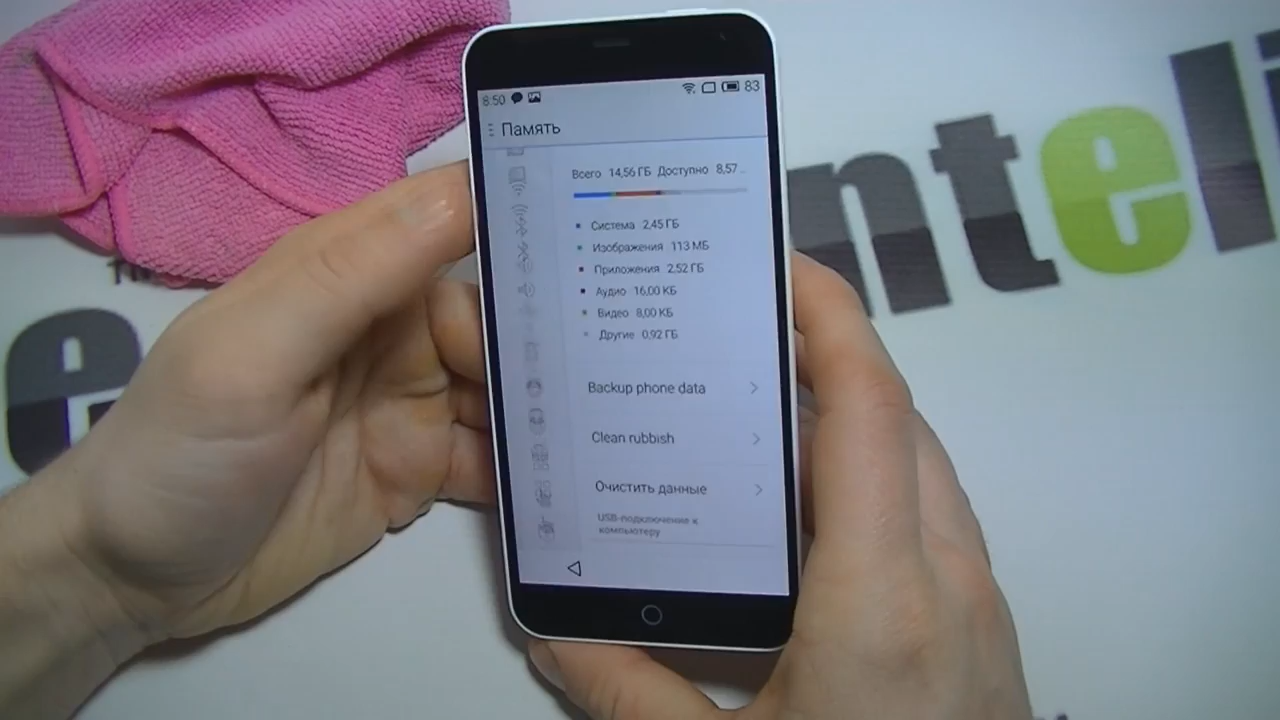 8:50 83
Память
Всего 14,56 ГБ Доступно 8,57...
Система 2,45 ГБ
Изображения 113 МБ
Приложения 2,52 ГБ
Аудио 16,00 КБ
Видео 8,00 КБ
Другие 0,92 ГБ
Backup phone data
Clean rubbish
Очистить данные
USB-подключение к
компьютеру
enteli
e